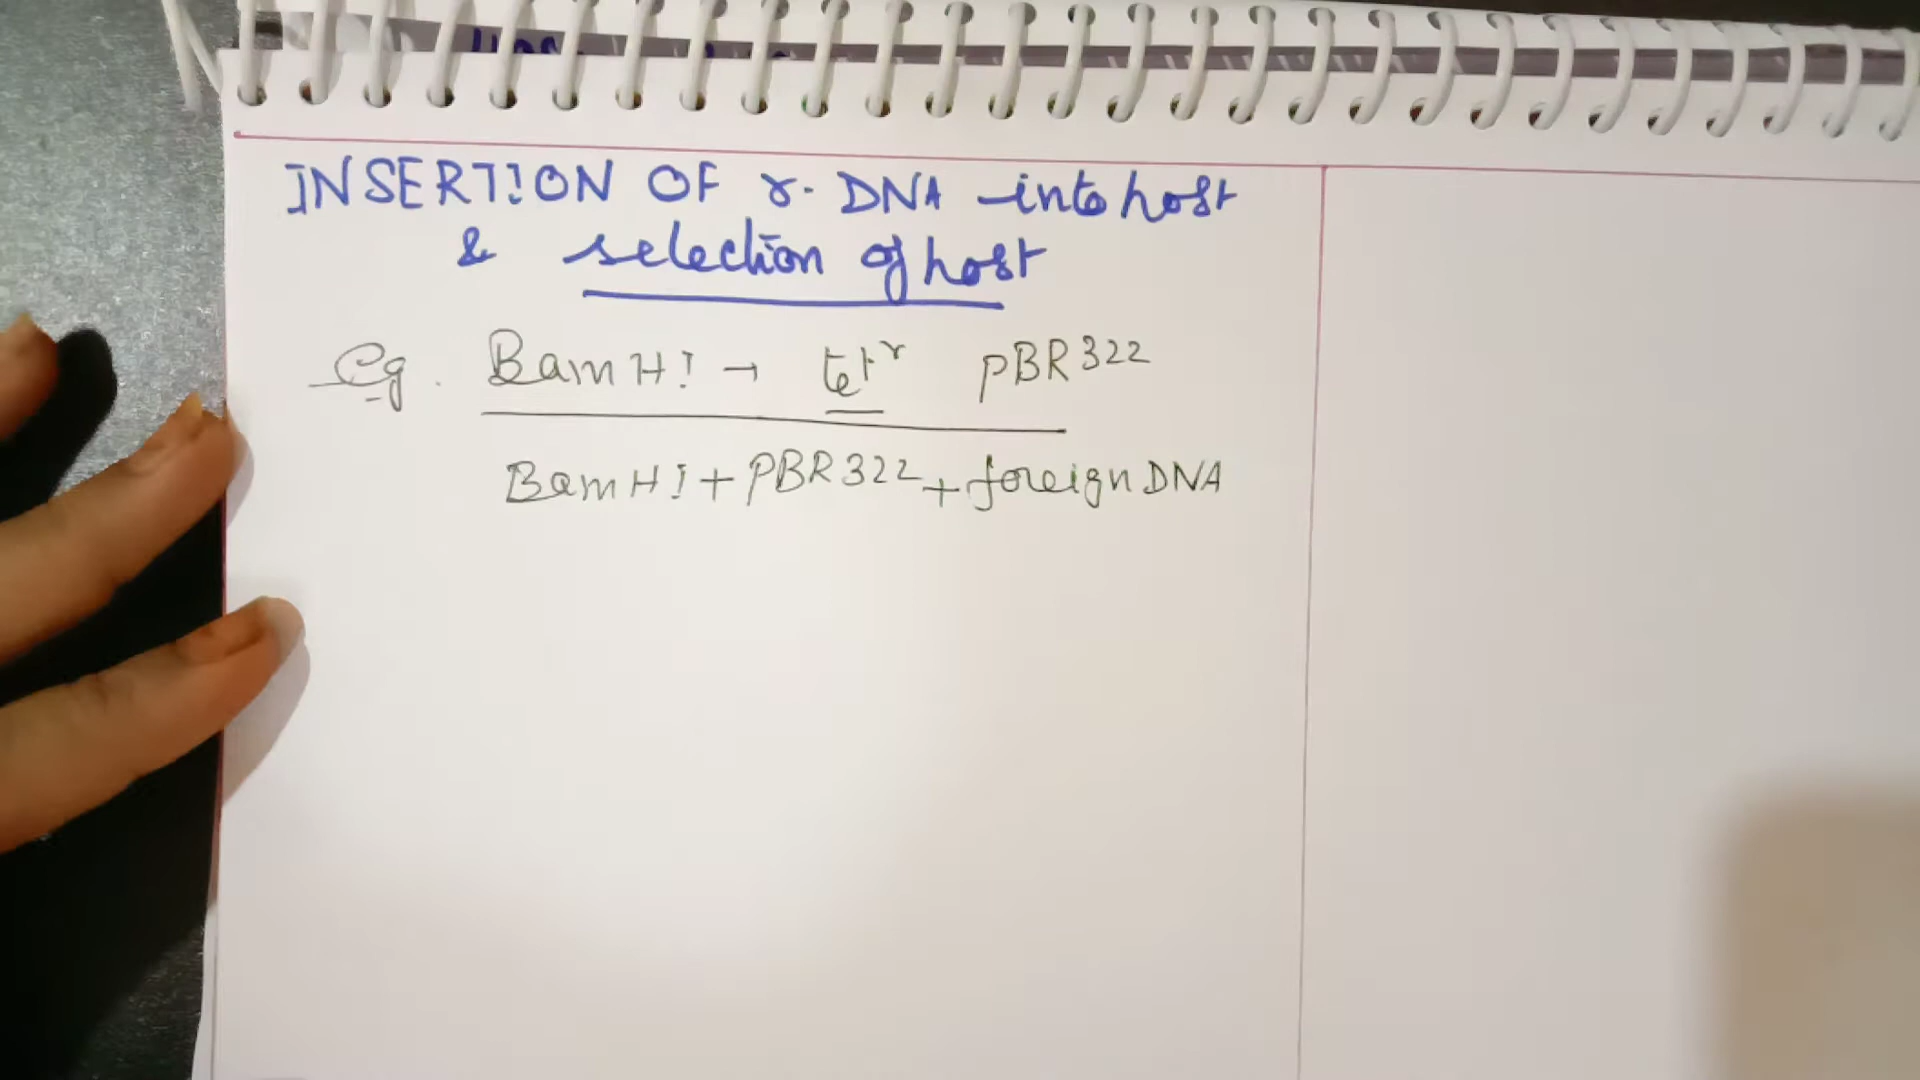 INSERTION OF r. DNA into host
& selection of host
Eg. BamHI → tetʳ pBR322
BamHI + pBR322 + foreign DNA